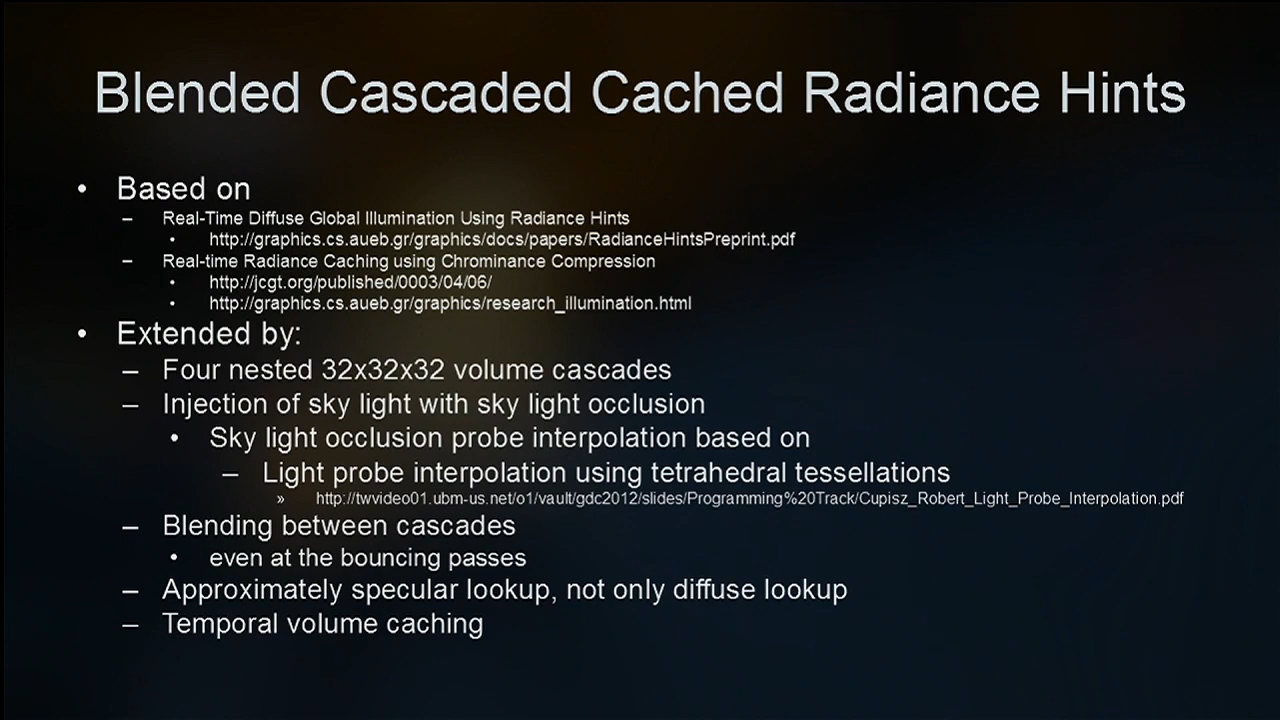 Blended Cascaded Cached Radiance Hints
• Based on
– Real-Time Diffuse Global Illumination Using Radiance Hints
• http://graphics.cs.aueb.gr/graphics/docs/papers/RadianceHintsPreprint.pdf
– Real-time Radiance Caching using Chrominance Compression
• http://jcgt.org/published/0003/04/06/
• http://graphics.cs.aueb.gr/graphics/research_illumination.html
• Extended by:
– Four nested 32x32x32 volume cascades
– Injection of sky light with sky light occlusion
• Sky light occlusion probe interpolation based on
– Light probe interpolation using tetrahedral tessellations
» http://twvideo01.ubm-us.net/o1/vault/gdc2012/slides/Programming%20Track/Cupisz_Robert_Light_Probe_Interpolation.pdf
– Blending between cascades
• even at the bouncing passes
– Approximately specular lookup, not only diffuse lookup
– Temporal volume caching